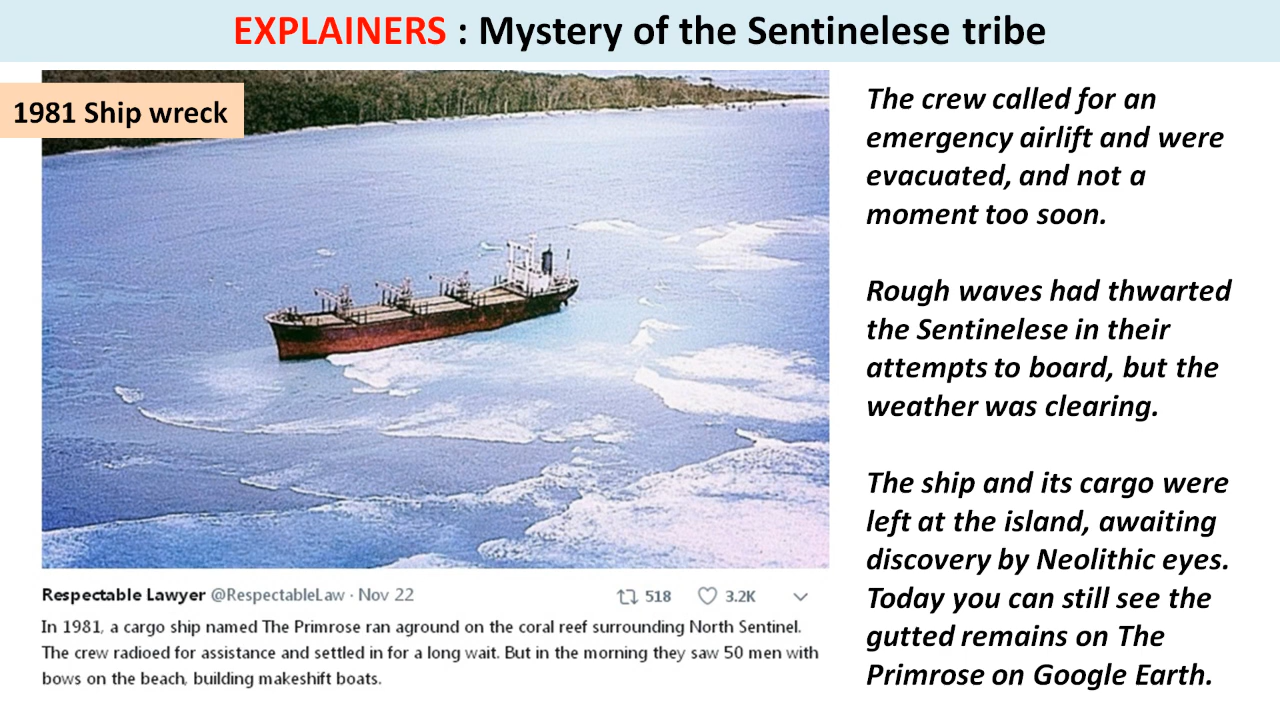 EXPLAINERS : Mystery of the Sentinelese tribe
1981 Ship wreck
The crew called for an
emergency airlift and were
evacuated, and not a
moment too soon.
Rough waves had thwarted
the Sentinelese in their
attempts to board, but the
weather was clearing.
The ship and its cargo were
left at the island, awaiting
discovery by Neolithic eyes.
Today you can still see the
gutted remains on The
Primrose on Google Earth.
Respectable Lawyer @RespectableLaw · Nov 22
518 3.2K
In 1981, a cargo ship named The Primrose ran aground on the coral reef surrounding North Sentinel.
The crew radioed for assistance and settled in for a long wait. But in the morning they saw 50 men with
bows on the beach, building makeshift boats.